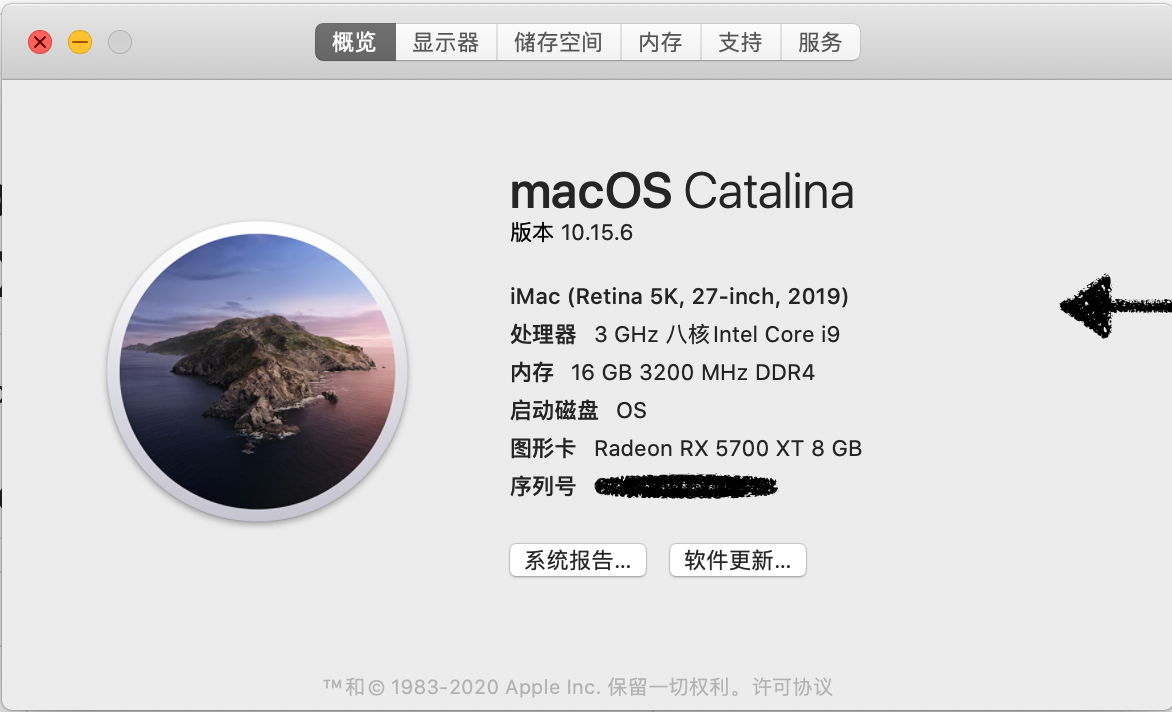 概览 显示器 储存空间 内存 支持 服务
macOS Catalina
版本 10.15.6
iMac (Retina 5K, 27-inch, 2019)
处理器 3 GHz 八核Intel Core i9
内存 16 GB 3200 MHz DDR4
启动磁盘 OS
图形卡 Radeon RX 5700 XT 8 GB
序列号
系统报告... 软件更新...
™和© 1983-2020 Apple Inc. 保留一切权利。许可协议